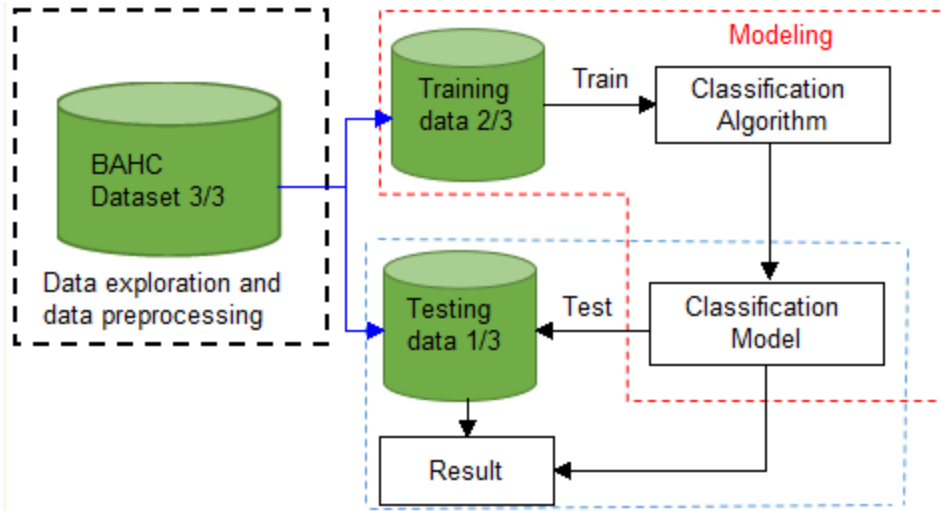 Modeling
Training
data 2/3
Train
Classification
Algorithm
BAHC
Dataset 3/3
Data exploration and
data preprocessing
Testing
data 1/3
Test
Classification
Model
Result